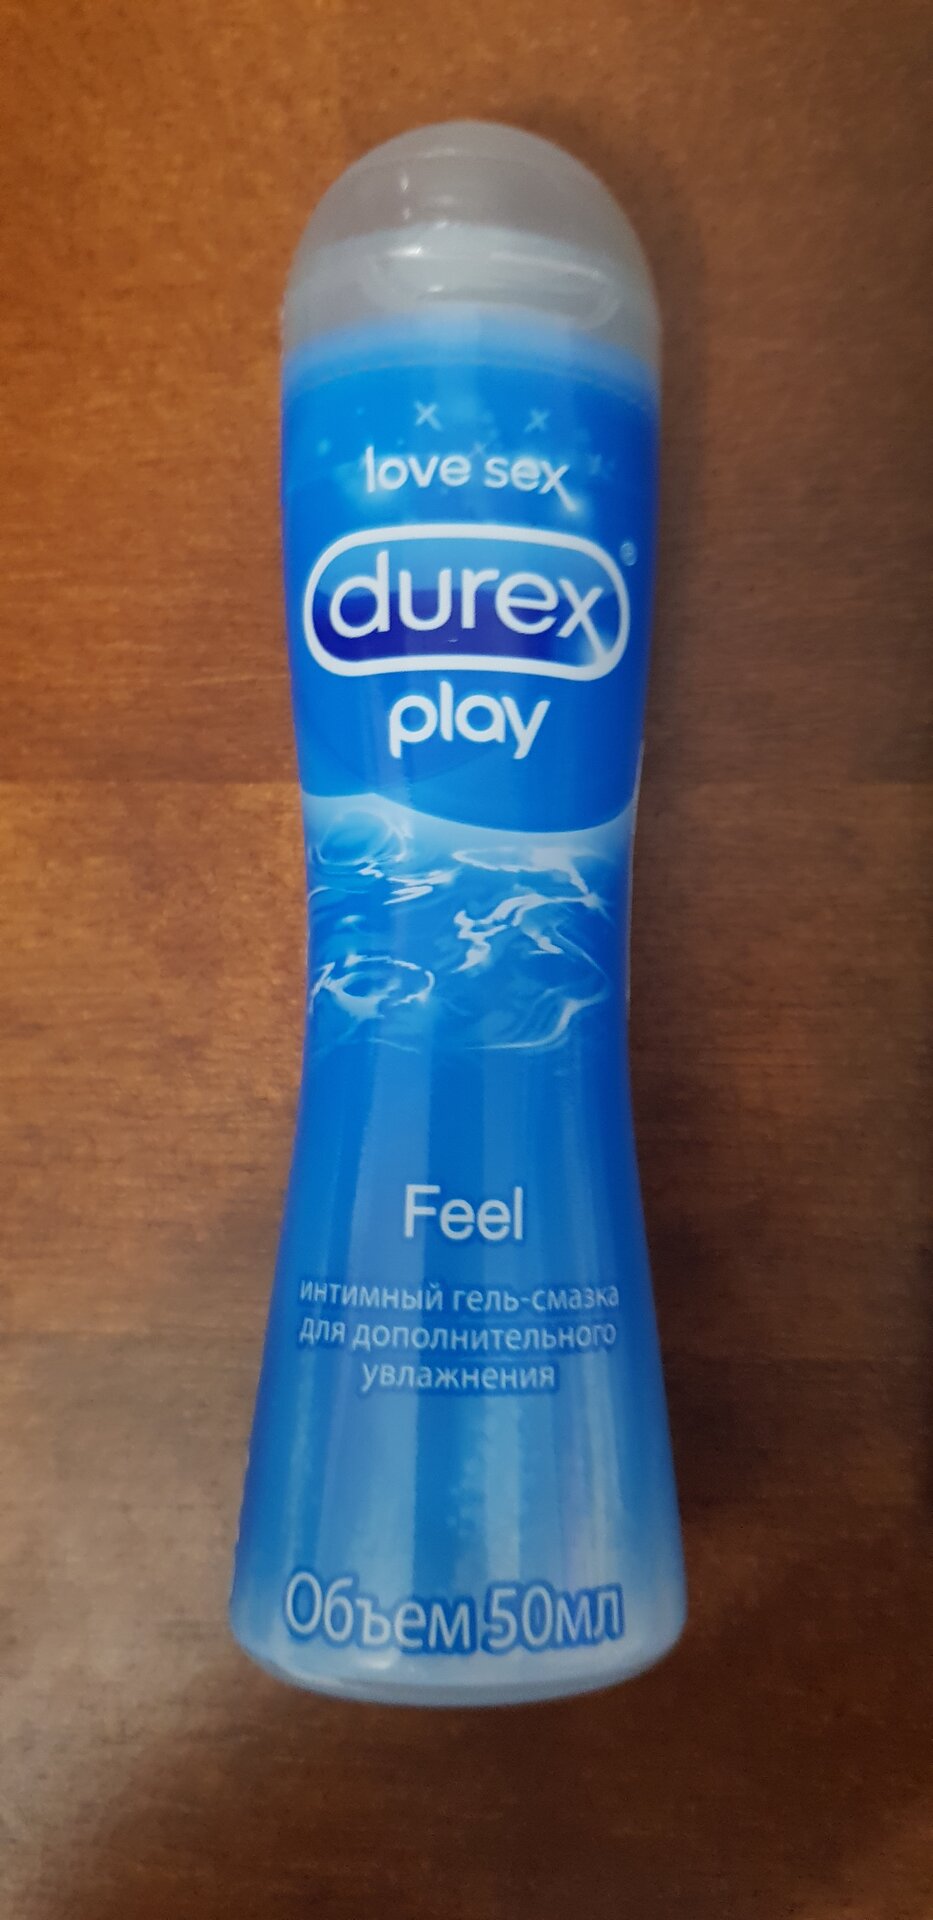 love sex
durex®
play
Feel
интимный гель-смазка
для дополнительного
увлажнения
Объем 50мл